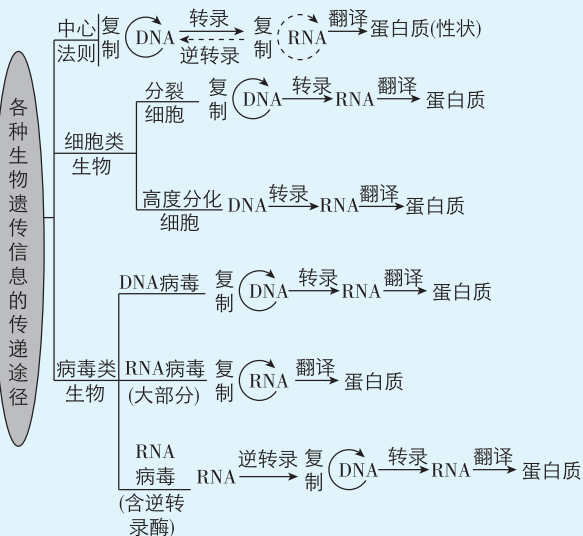 各种生物遗传信息的传递途径
中心法则 复制 DNA 转录 逆转录 复制 RNA 翻译 蛋白质(性状)
细胞类生物
分裂细胞 复制 DNA 转录 RNA 翻译 蛋白质
高度分化细胞 DNA 转录 RNA 翻译 蛋白质
病毒类生物
DNA病毒 复制 DNA 转录 RNA 翻译 蛋白质
RNA病毒(大部分) 复制 RNA 翻译 蛋白质
RNA病毒(含逆转录酶) RNA 逆转录 复制 DNA 转录 RNA 翻译 蛋白质